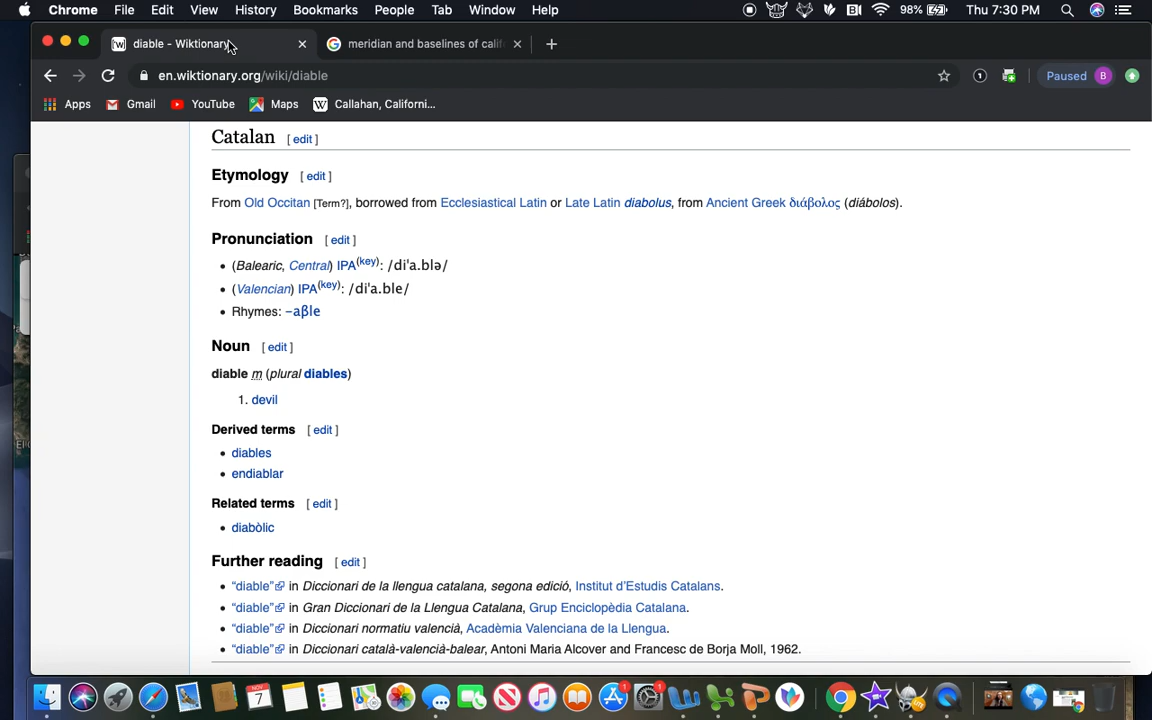 Chrome File Edit View History Bookmarks People Tab Window Help 98% Thu 7:30 PM
diable - Wiktionary meridian and baselines of calif
en.wiktionary.org/wiki/diable Paused B
Apps Gmail YouTube Maps Callahan, Californi...
Catalan [ edit ]
Etymology [ edit ]
From Old Occitan [Term?], borrowed from Ecclesiastical Latin or Late Latin diabolus, from Ancient Greek διάβολος (diábolos).
Pronunciation [ edit ]
• (Balearic, Central) IPA(key): /diˈa.blə/
• (Valencian) IPA(key): /diˈa.ble/
• Rhymes: -aβle
Noun [ edit ]
diable m (plural diables)
1. devil
Derived terms [ edit ]
• diables
• endiablar
Related terms [ edit ]
• diabòlic
Further reading [ edit ]
• “diable” in Diccionari de la llengua catalana, segona edició, Institut d’Estudis Catalans.
• “diable” in Gran Diccionari de la Llengua Catalana, Grup Enciclopèdia Catalana.
• “diable” in Diccionari normatiu valencià, Acadèmia Valenciana de la Llengua.
• “diable” in Diccionari català-valencià-balear, Antoni Maria Alcover and Francesc de Borja Moll, 1962.
NOV
7